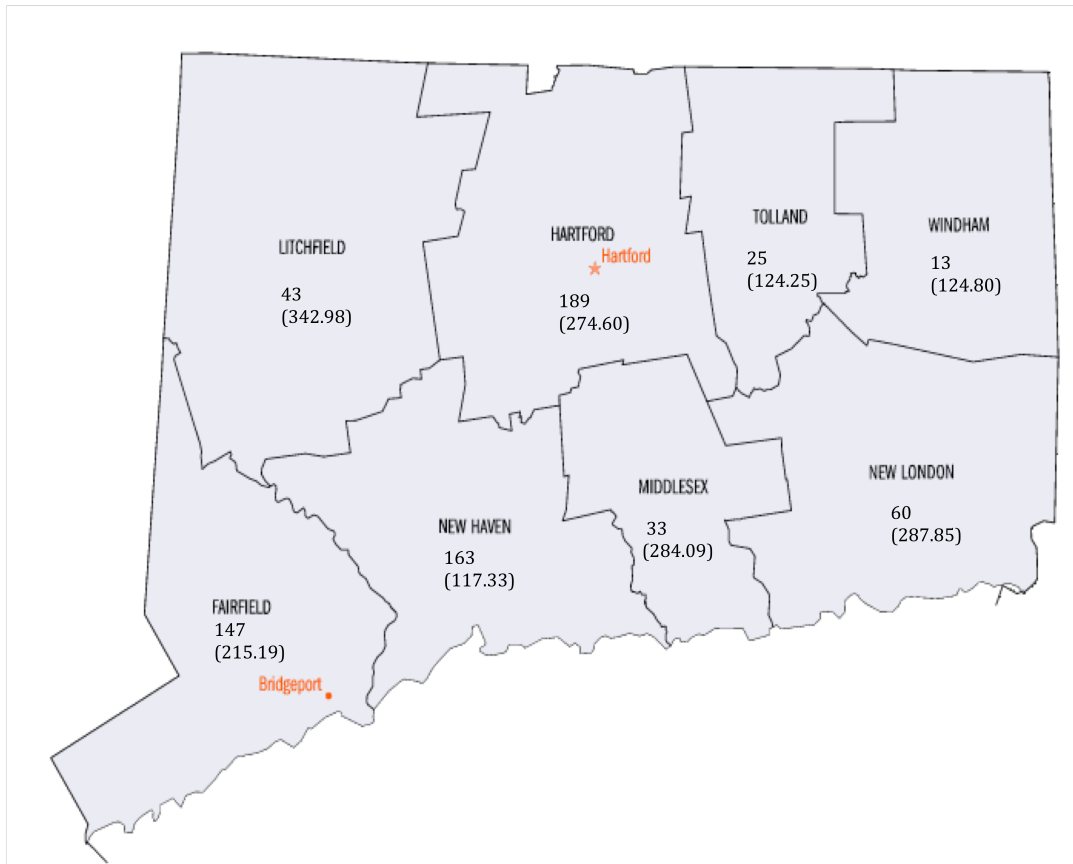 TOLLAND
25
(124.25)
WINDHAM
13
(124.80)
LITCHFIELD
43
(342.98)
HARTFORD
Hartford
189
(274.60)
NEW LONDON
60
(287.85)
MIDDLESEX
33
(284.09)
NEW HAVEN
163
(117.33)
FAIRFIELD
147
(215.19)
Bridgeport